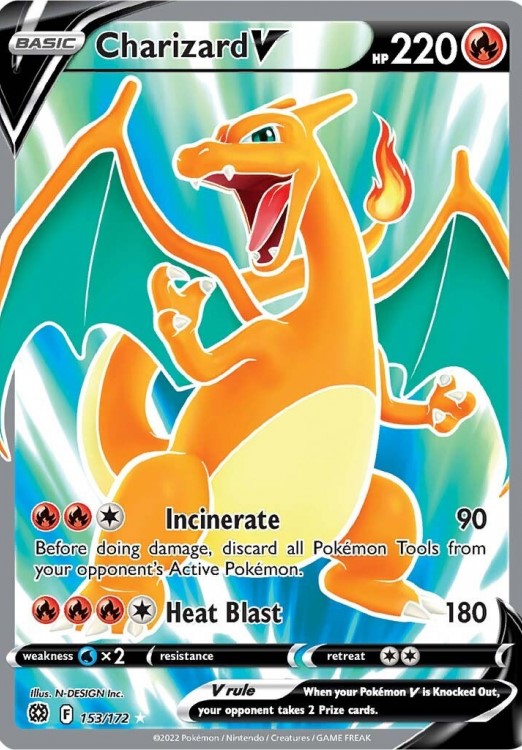 BASIC Charizard V HP 220
Incinerate 90
Before doing damage, discard all Pokémon Tools from
your opponent's Active Pokémon.
Heat Blast 180
weakness ×2 resistance retreat
Illus. N-DESIGN Inc.
F 153/172
V rule When your Pokémon V is Knocked Out,
your opponent takes 2 Prize cards.
©2022 Pokémon / Nintendo / Creatures / GAME FREAK